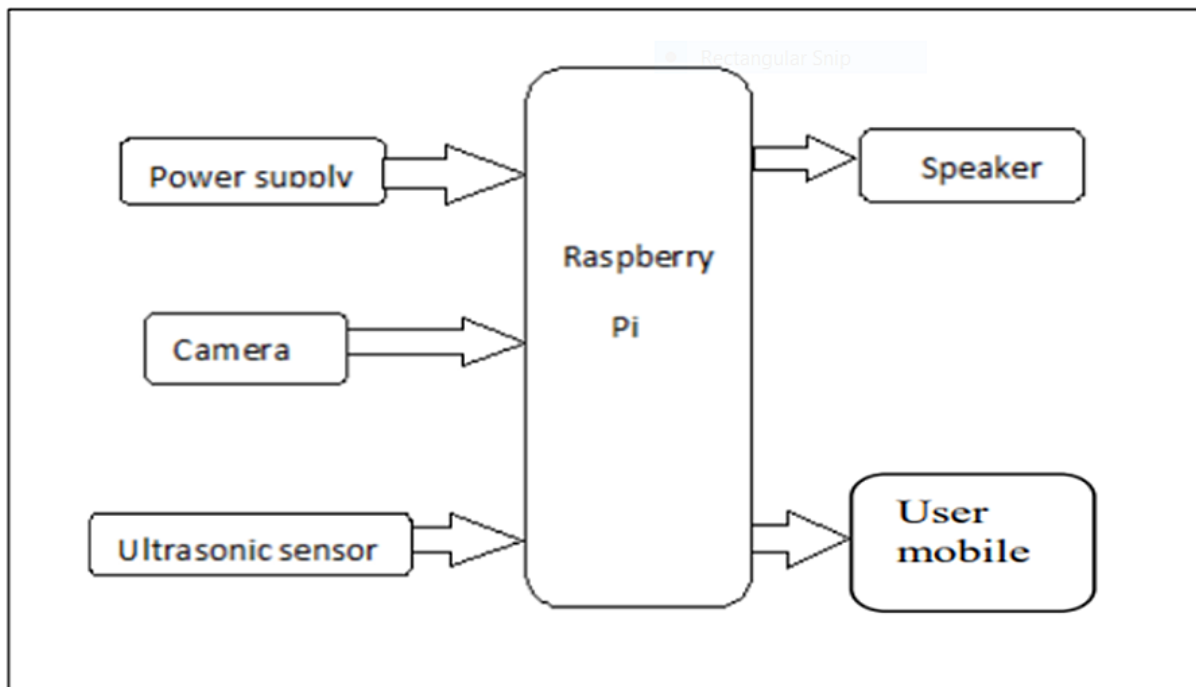 Rectangular Snip
Power supply
Speaker
Raspberry
Pi
Camera
User
mobile
Ultrasonic sensor